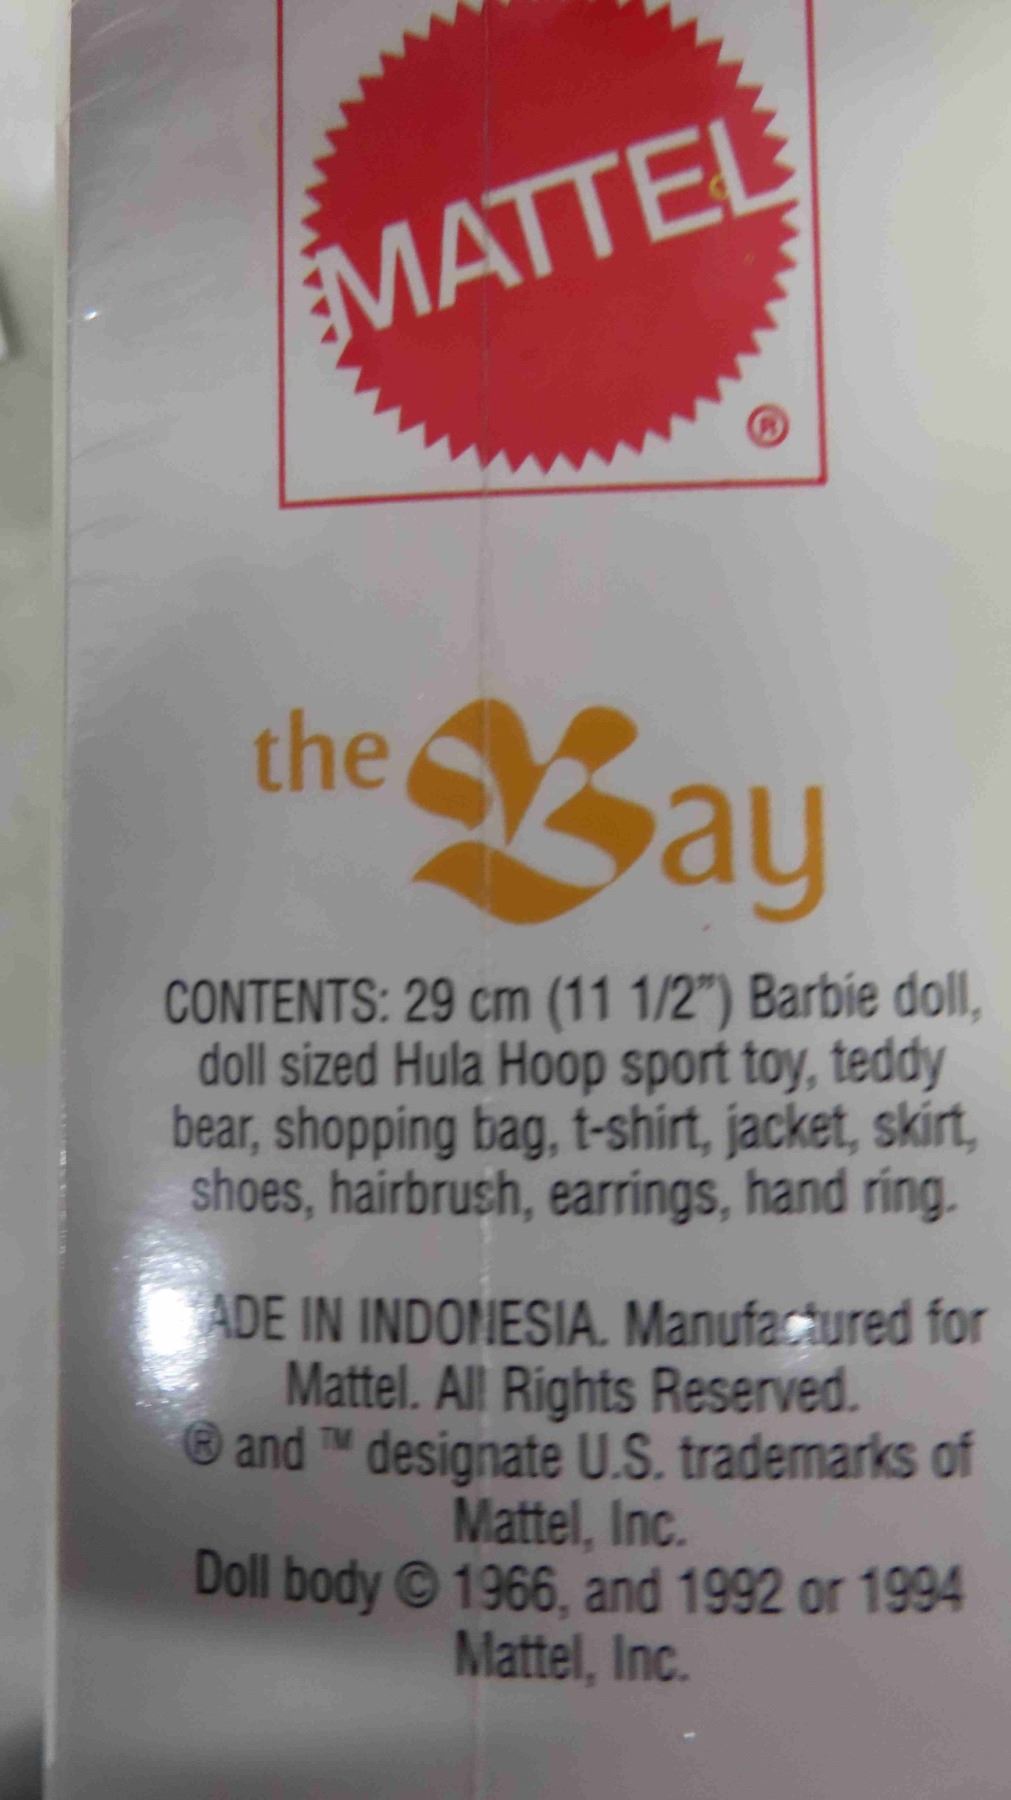 MATTEL
®
the Bay
CONTENTS: 29 cm (11 1/2”) Barbie doll,
doll sized Hula Hoop sport toy, teddy
bear, shopping bag, t-shirt, jacket, skirt,
shoes, hairbrush, earrings, hand ring.
ADE IN INDONESIA. Manufactured for
Mattel. All Rights Reserved.
® and ™ designate U.S. trademarks of
Mattel, Inc.
Doll body © 1966, and 1992 or 1994
Mattel, Inc.